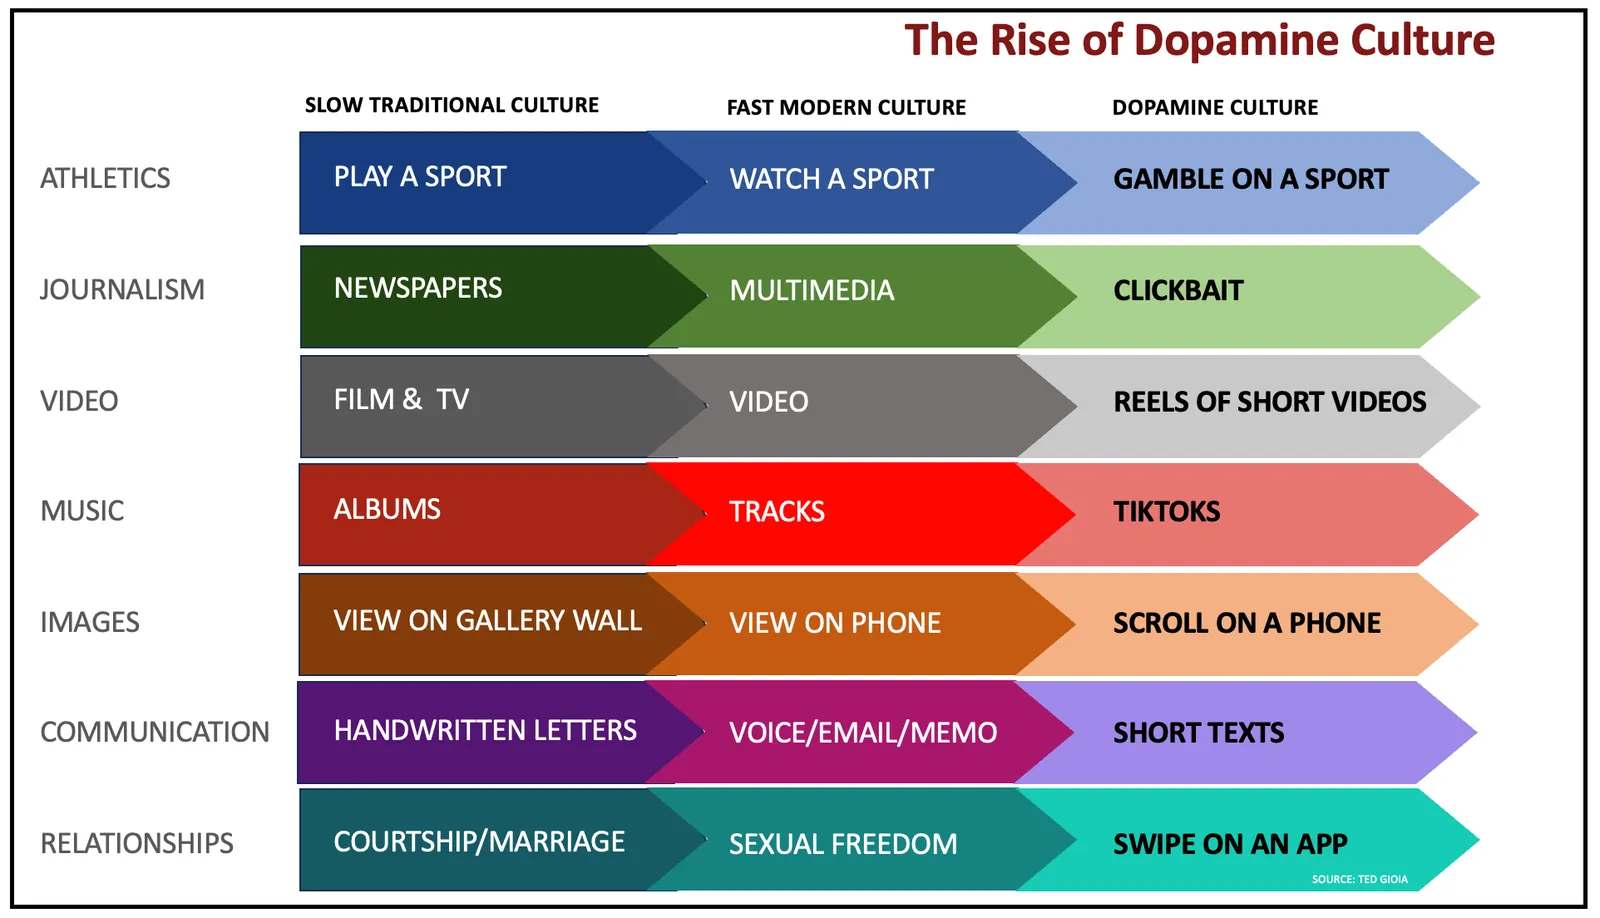 The Rise of Dopamine Culture
SLOW TRADITIONAL CULTURE FAST MODERN CULTURE DOPAMINE CULTURE
ATHLETICS PLAY A SPORT WATCH A SPORT GAMBLE ON A SPORT
JOURNALISM NEWSPAPERS MULTIMEDIA CLICKBAIT
VIDEO FILM & TV VIDEO REELS OF SHORT VIDEOS
MUSIC ALBUMS TRACKS TIKTOKS
IMAGES VIEW ON GALLERY WALL VIEW ON PHONE SCROLL ON A PHONE
COMMUNICATION HANDWRITTEN LETTERS VOICE/EMAIL/MEMO SHORT TEXTS
RELATIONSHIPS COURTSHIP/MARRIAGE SEXUAL FREEDOM SWIPE ON AN APP
SOURCE: TED GIOIA